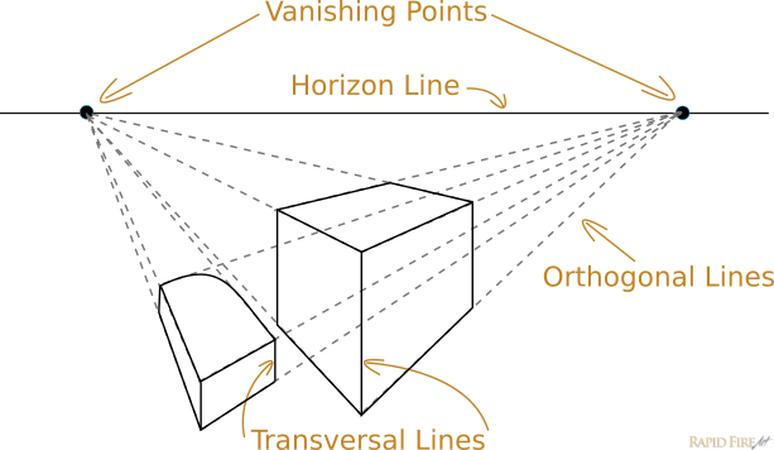 Vanishing Points
Horizon Line
Orthogonal Lines
Transversal Lines
RAPID FIRE Art